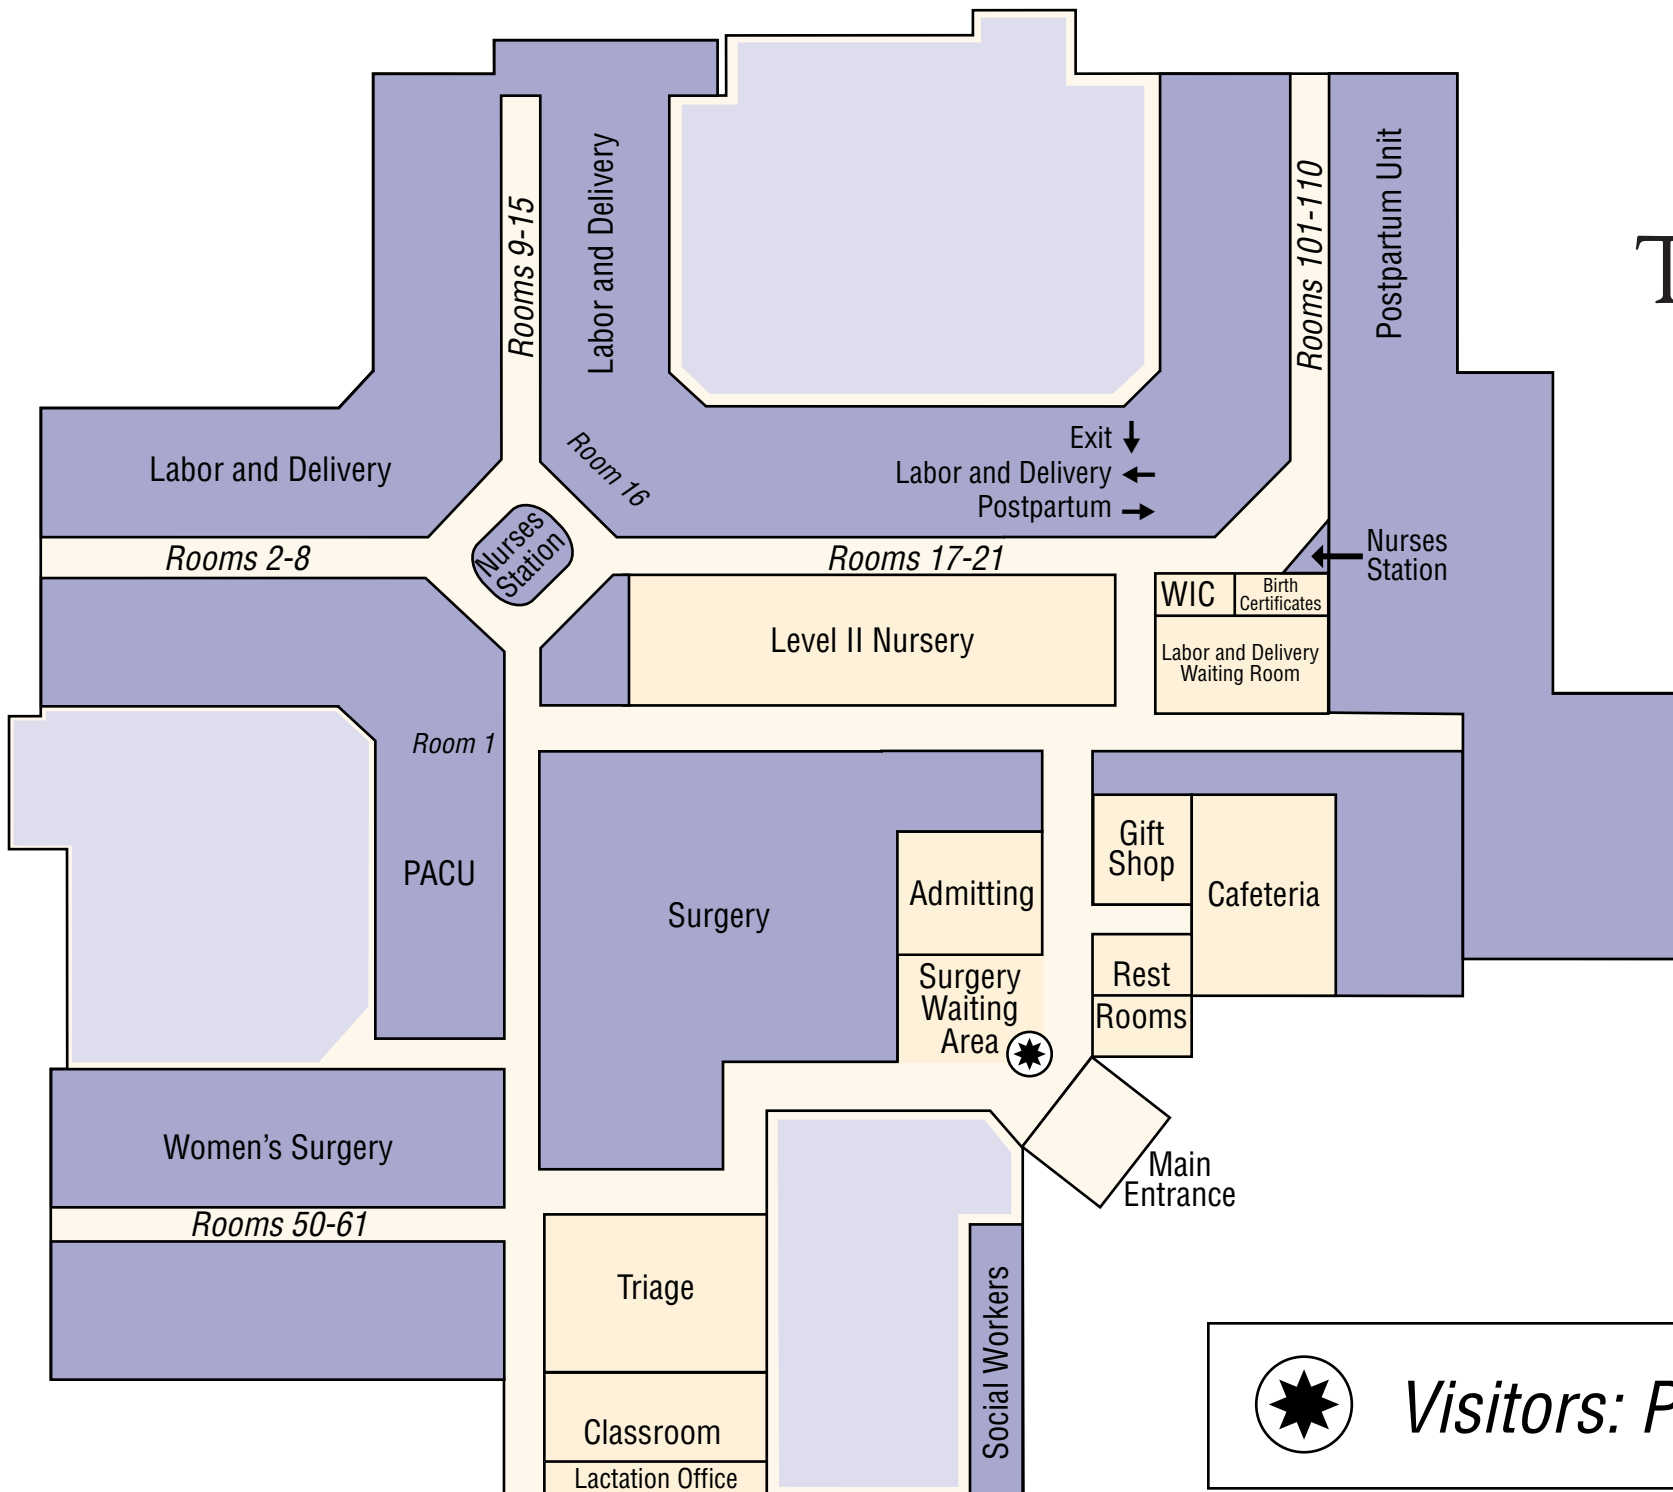 Labor and Delivery
Rooms 9-15
Labor and Delivery
Rooms 101-110
Postpartum Unit
T
Room 16
Exit
Labor and Delivery
Postpartum
Rooms 2-8
Nurses
Station
Rooms 17-21
Nurses
Station
WIC
Birth
Certificates
Level II Nursery
Labor and Delivery
Waiting Room
Room 1
PACU
Surgery
Admitting
Gift
Shop
Cafeteria
Surgery
Waiting
Area
Rest
Rooms
Women's Surgery
Main
Entrance
Rooms 50-61
Triage
Social Workers
Classroom
Lactation Office
Visitors: P